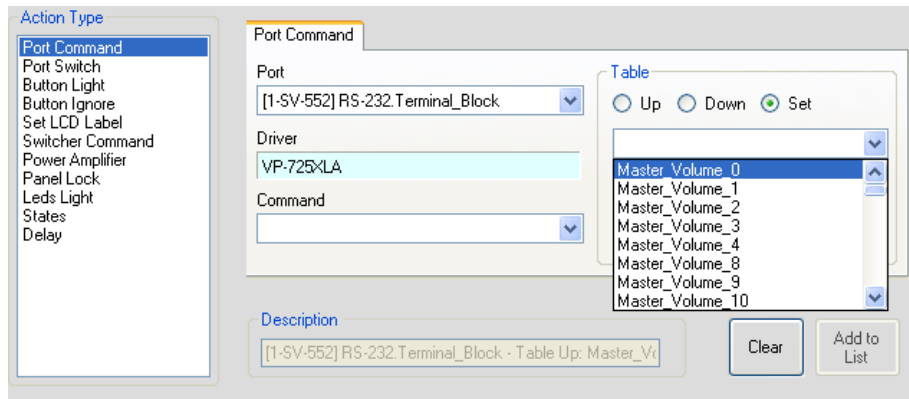 Action Type
Port Command
Port Switch
Button Light
Button Ignore
Set LCD Label
Switcher Command
Power Amplifier
Panel Lock
Leds Light
States
Delay
Port Command
Port
[1-SV-552] RS-232.Terminal_Block
Driver
VP-725XLA
Command
Table
Up Down Set
Master_Volume_0
Master_Volume_1
Master_Volume_2
Master_Volume_3
Master_Volume_4
Master_Volume_8
Master_Volume_9
Master_Volume_10
Description
[1-SV-552] RS-232.Terminal_Block - Table Up: Master_Vo
Clear
Add to
List